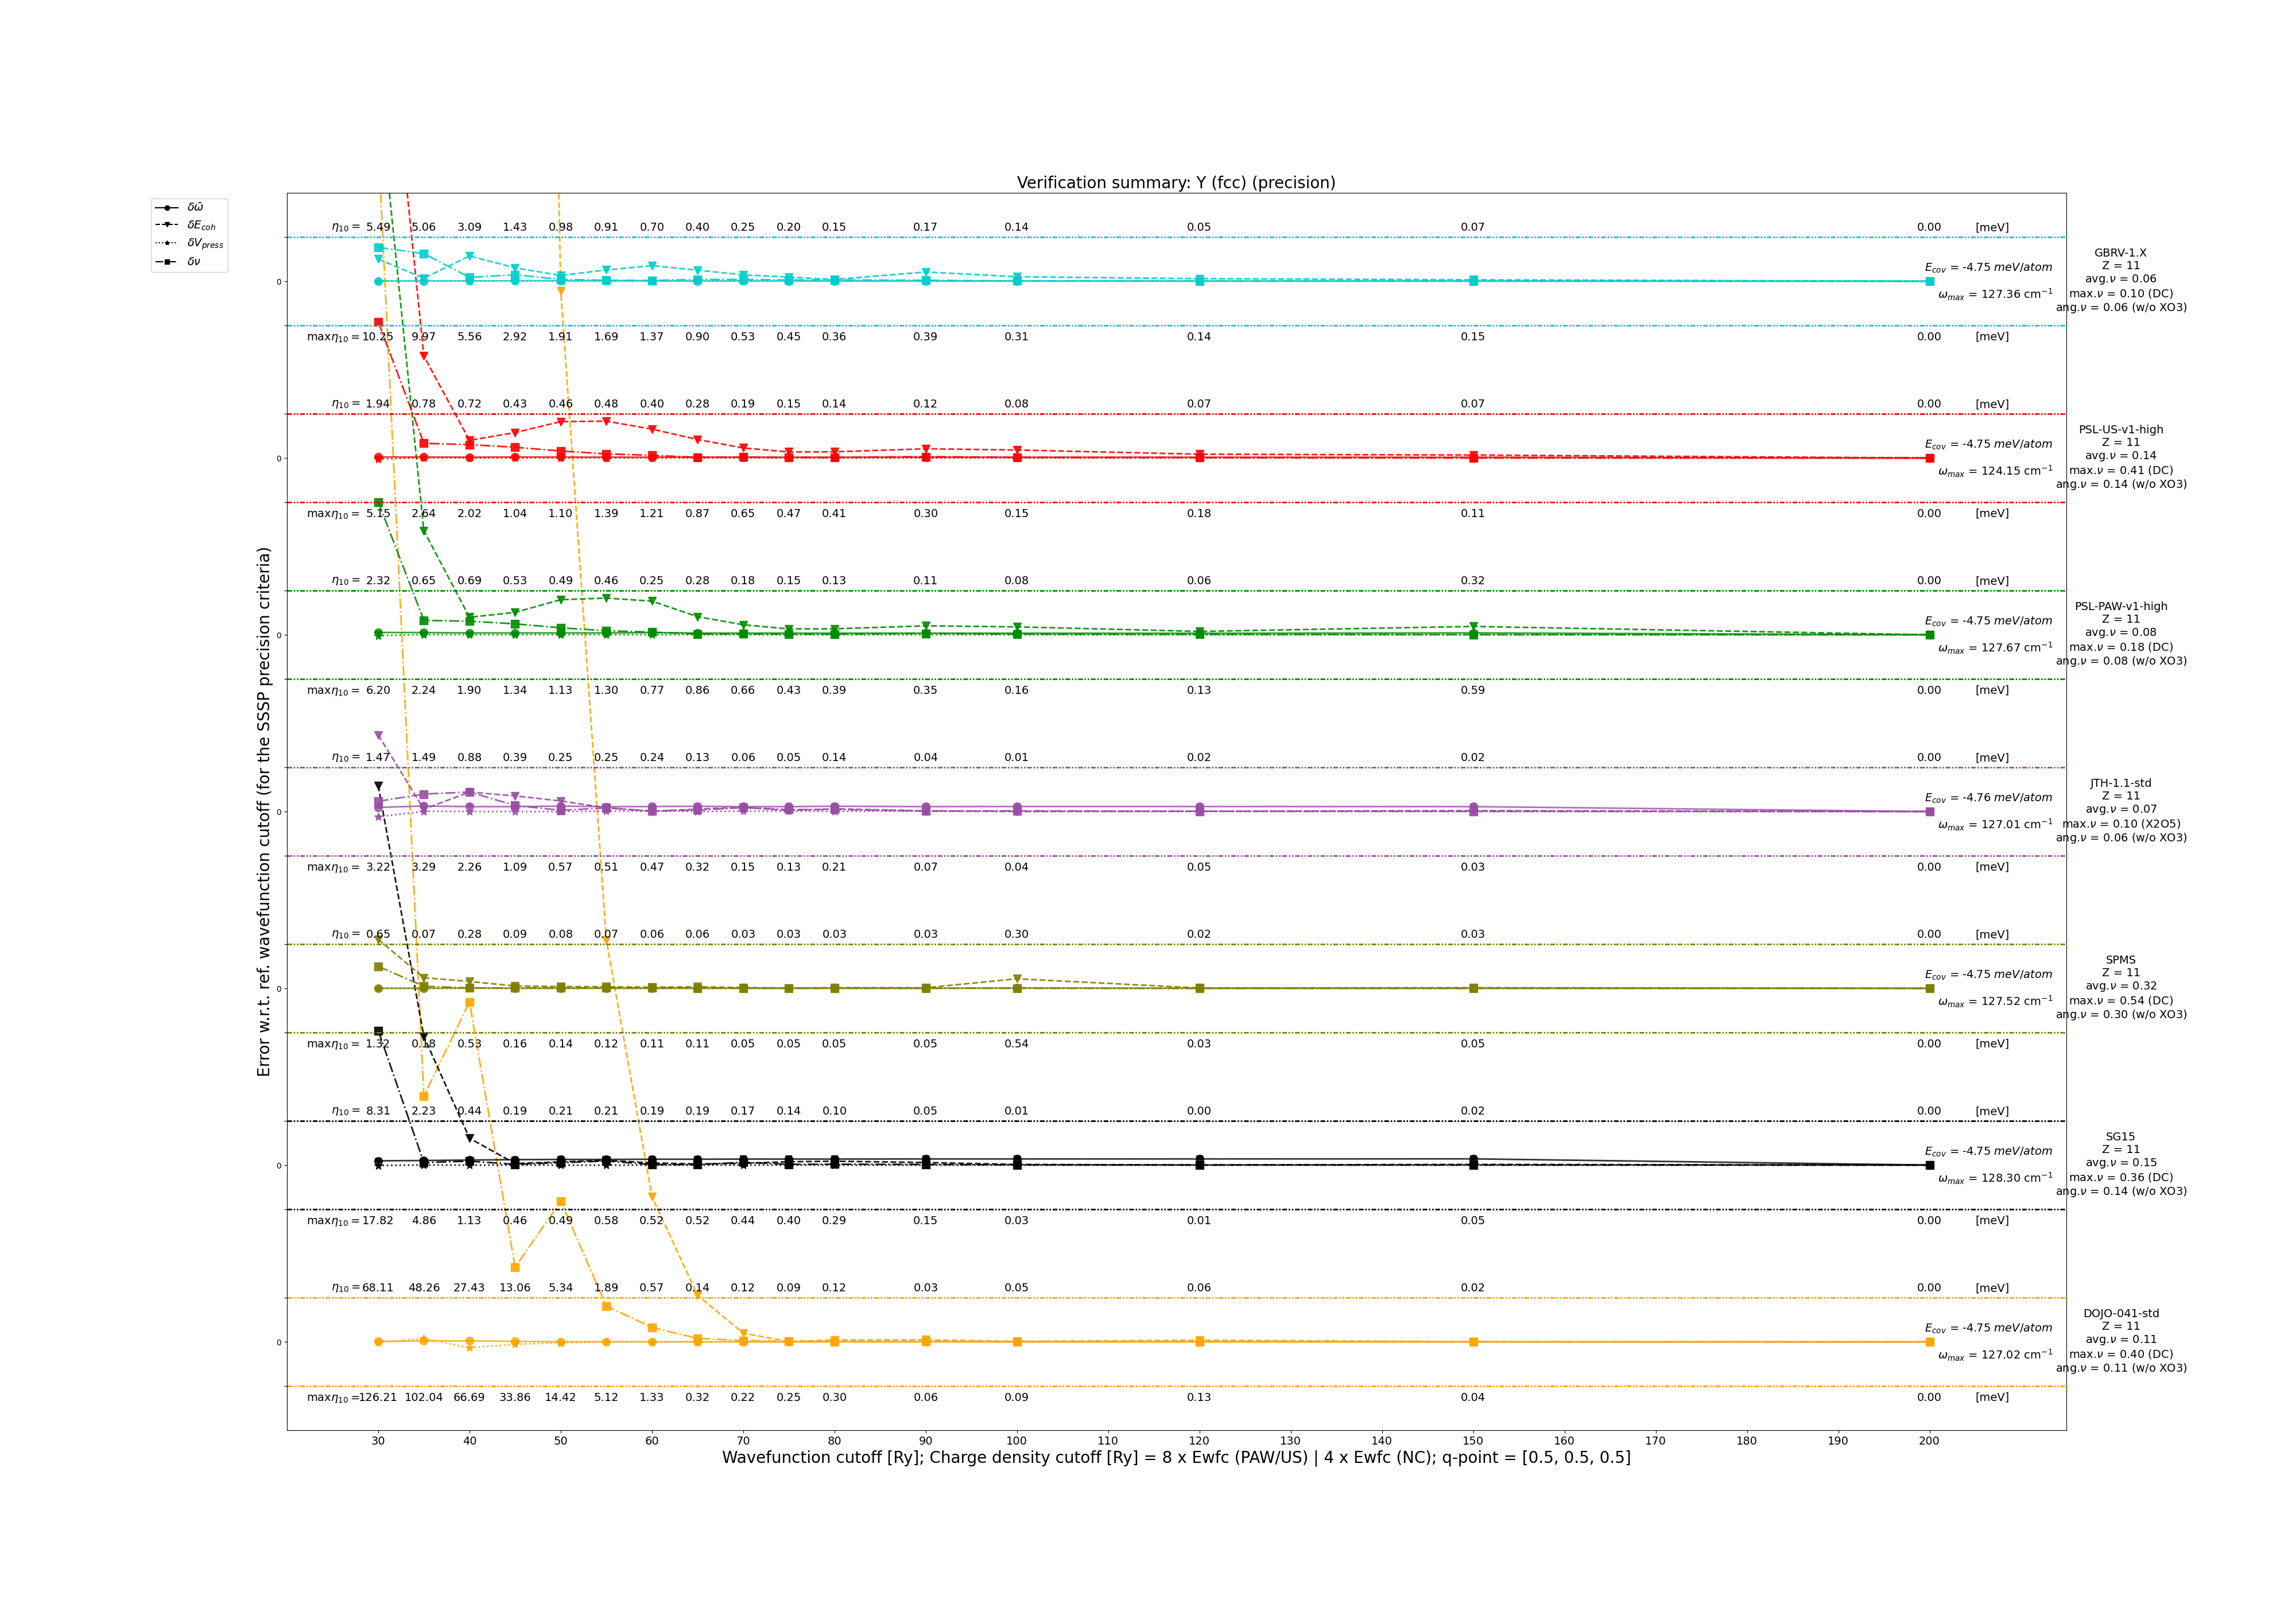 Verification summary: Y (fcc) (precision)
δω̄
δE_coh
δV_press
δν
Error w.r.t. ref. wavefunction cutoff (for the SSSP precision criteria)
η₁₀ = 5.49 5.06 3.09 1.43 0.98 0.91 0.70 0.40 0.25 0.20 0.15 0.17 0.14 0.05 0.07 0.00 [meV]
0
E_cov = -4.75 meV/atom
ω_max = 127.36 cm⁻¹
GBRV-1.X
Z = 11
avg.ν = 0.06
max.ν = 0.10 (DC)
ang.ν = 0.06 (w/o XO3)
maxη₁₀ = 10.25 9.97 5.56 2.92 1.91 1.69 1.37 0.90 0.53 0.45 0.36 0.39 0.31 0.14 0.15 0.00 [meV]
η₁₀ = 1.94 0.78 0.72 0.43 0.46 0.48 0.40 0.28 0.19 0.15 0.14 0.12 0.08 0.07 0.07 0.00 [meV]
0
E_cov = -4.75 meV/atom
ω_max = 124.15 cm⁻¹
PSL-US-v1-high
Z = 11
avg.ν = 0.14
max.ν = 0.41 (DC)
ang.ν = 0.14 (w/o XO3)
maxη₁₀ = 5.15 2.64 2.02 1.04 1.10 1.39 1.21 0.87 0.65 0.47 0.41 0.30 0.15 0.18 0.11 0.00 [meV]
η₁₀ = 2.32 0.65 0.69 0.53 0.49 0.46 0.25 0.28 0.18 0.15 0.13 0.11 0.08 0.06 0.32 0.00 [meV]
0
E_cov = -4.75 meV/atom
ω_max = 127.67 cm⁻¹
PSL-PAW-v1-high
Z = 11
avg.ν = 0.08
max.ν = 0.18 (DC)
ang.ν = 0.08 (w/o XO3)
maxη₁₀ = 6.20 2.24 1.90 1.34 1.13 1.30 0.77 0.86 0.66 0.43 0.39 0.35 0.16 0.13 0.59 0.00 [meV]
η₁₀ = 1.47 1.49 0.88 0.39 0.25 0.25 0.24 0.13 0.06 0.05 0.14 0.04 0.01 0.02 0.02 0.00 [meV]
0
E_cov = -4.76 meV/atom
ω_max = 127.01 cm⁻¹
JTH-1.1-std
Z = 11
avg.ν = 0.07
max.ν = 0.10 (X2O5)
ang.ν = 0.06 (w/o XO3)
maxη₁₀ = 3.22 3.29 2.26 1.09 0.57 0.51 0.47 0.32 0.15 0.13 0.21 0.07 0.04 0.05 0.03 0.00 [meV]
η₁₀ = 0.65 0.07 0.28 0.09 0.08 0.07 0.06 0.06 0.03 0.03 0.03 0.03 0.30 0.02 0.03 0.00 [meV]
0
E_cov = -4.75 meV/atom
ω_max = 127.52 cm⁻¹
SPMS
Z = 11
avg.ν = 0.32
max.ν = 0.54 (DC)
ang.ν = 0.30 (w/o XO3)
maxη₁₀ = 1.32 0.18 0.53 0.16 0.14 0.12 0.11 0.11 0.05 0.05 0.05 0.05 0.54 0.03 0.05 0.00 [meV]
η₁₀ = 8.31 2.23 0.44 0.19 0.21 0.21 0.19 0.19 0.17 0.14 0.10 0.05 0.01 0.00 0.02 0.00 [meV]
0
E_cov = -4.75 meV/atom
ω_max = 128.30 cm⁻¹
SG15
Z = 11
avg.ν = 0.15
max.ν = 0.36 (DC)
ang.ν = 0.14 (w/o XO3)
maxη₁₀ = 17.82 4.86 1.13 0.46 0.49 0.58 0.52 0.52 0.44 0.40 0.29 0.15 0.03 0.01 0.05 0.00 [meV]
η₁₀ = 68.11 48.26 27.43 13.06 5.34 1.89 0.57 0.14 0.12 0.09 0.12 0.03 0.05 0.06 0.02 0.00 [meV]
0
E_cov = -4.75 meV/atom
ω_max = 127.02 cm⁻¹
DOJO-041-std
Z = 11
avg.ν = 0.11
max.ν = 0.40 (DC)
ang.ν = 0.11 (w/o XO3)
maxη₁₀ = 126.21 102.04 66.69 33.86 14.42 5.12 1.33 0.32 0.22 0.25 0.30 0.06 0.09 0.13 0.04 0.00 [meV]
30 40 50 60 70 80 90 100 110 120 130 140 150 160 170 180 190 200
Wavefunction cutoff [Ry]; Charge density cutoff [Ry] = 8 x Ewfc (PAW/US) | 4 x Ewfc (NC); q-point = [0.5, 0.5, 0.5]